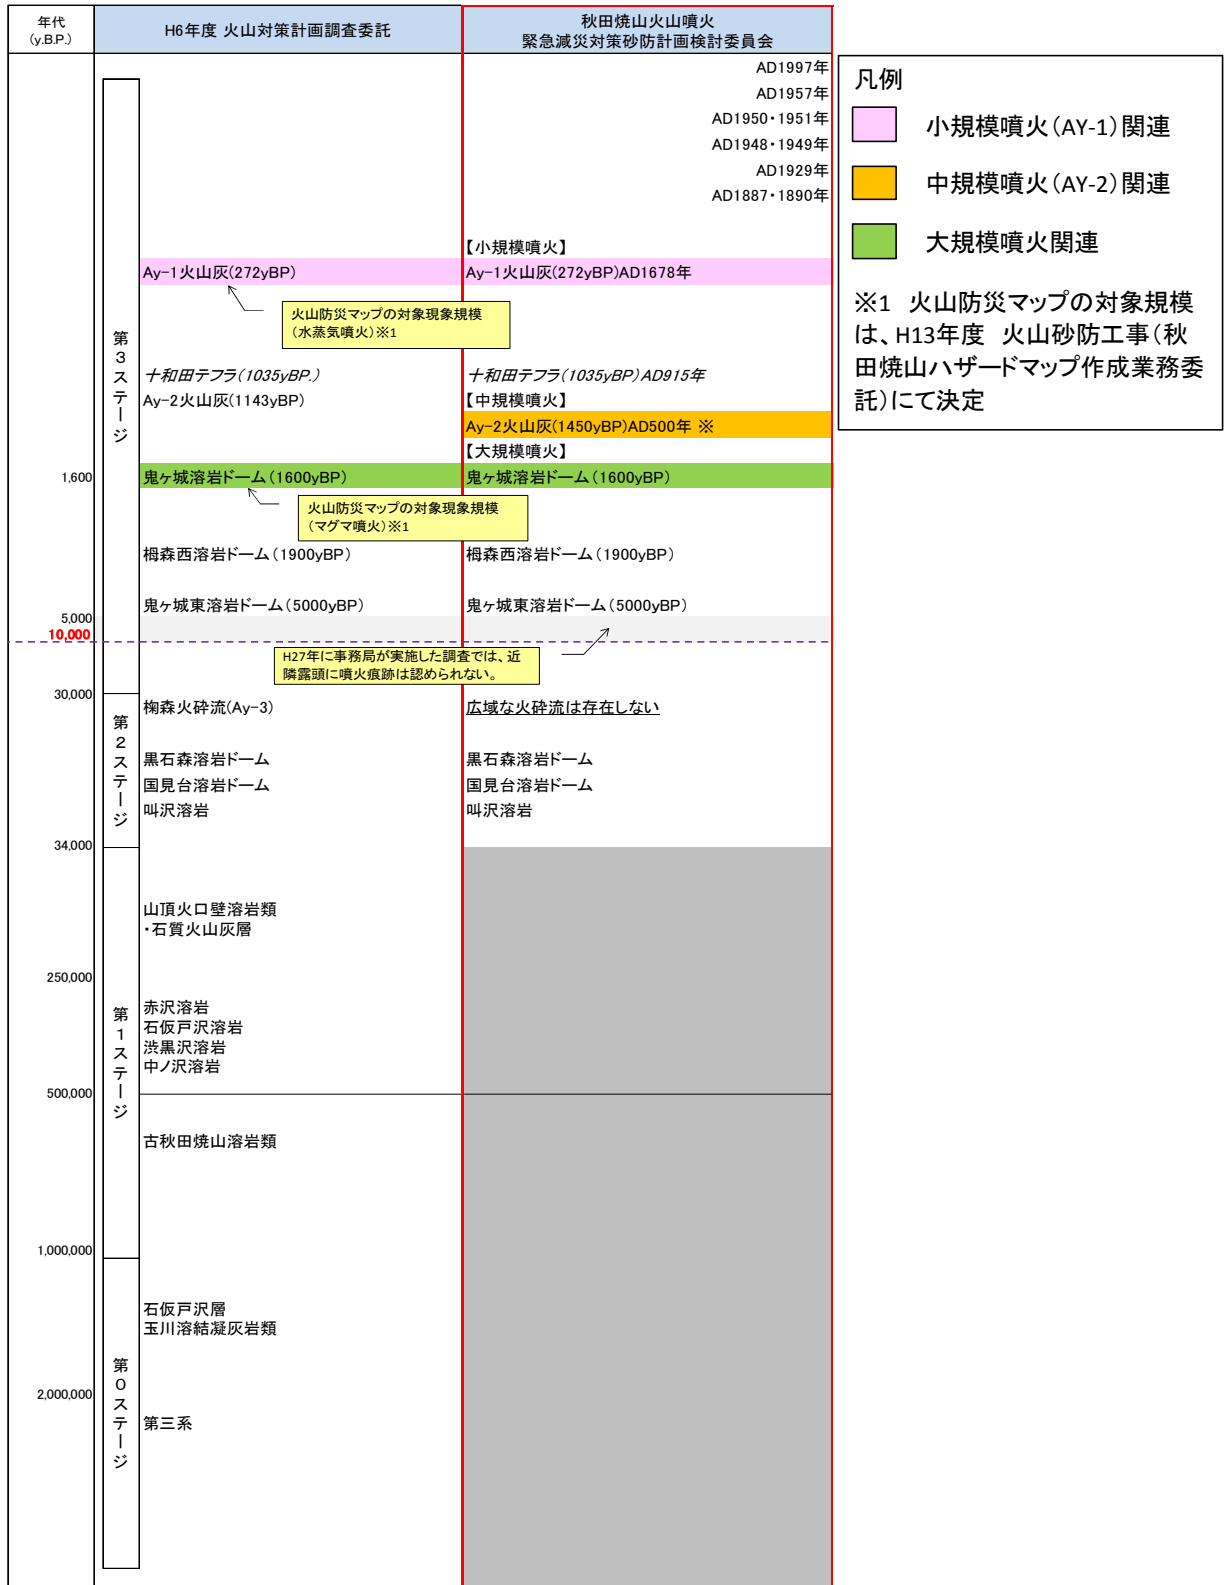 年代
(y.B.P.)
H6年度 火山対策計画調査委託
秋田焼山火山噴火
緊急減災対策砂防計画検討委員会
AD1997年
AD1957年
AD1950・1951年
AD1948・1949年
AD1929年
AD1887・1890年
【小規模噴火】
Ay-1火山灰(272yBP)
Ay-1火山灰(272yBP)AD1678年
火山防災マップの対象現象規模
（水蒸気噴火）※1
第3ステージ
十和田テフラ(1035yBP.)
十和田テフラ(1035yBP)AD915年
Ay-2火山灰(1143yBP)
【中規模噴火】
Ay-2火山灰(1450yBP)AD500年 ※
【大規模噴火】
1,600
鬼ヶ城溶岩ドーム(1600yBP)
鬼ヶ城溶岩ドーム(1600yBP)
火山防災マップの対象現象規模
（マグマ噴火）※1
栂森西溶岩ドーム(1900yBP)
栂森西溶岩ドーム(1900yBP)
鬼ヶ城東溶岩ドーム(5000yBP)
鬼ヶ城東溶岩ドーム(5000yBP)
5,000
10,000
H27年に事務局が実施した調査では、近
隣露頭に噴火痕跡は認められない。
30,000
第2ステージ
椈森火砕流(Ay-3)
広域な火砕流は存在しない
黒石森溶岩ドーム
黒石森溶岩ドーム
国見台溶岩ドーム
国見台溶岩ドーム
叫沢溶岩
叫沢溶岩
34,000
山頂火口壁溶岩類
・石質火山灰層
250,000
第1ステージ
赤沢溶岩
石仮戸沢溶岩
渋黒沢溶岩
中ノ沢溶岩
500,000
古秋田焼山溶岩類
1,000,000
石仮戸沢層
玉川溶結凝灰岩類
第0ステージ
2,000,000
第三系
凡例
小規模噴火（AY-1）関連
中規模噴火（AY-2）関連
大規模噴火関連
※1 火山防災マップの対象規模
は、H13年度 火山砂防工事（秋
田焼山ハザードマップ作成業務委
託）にて決定